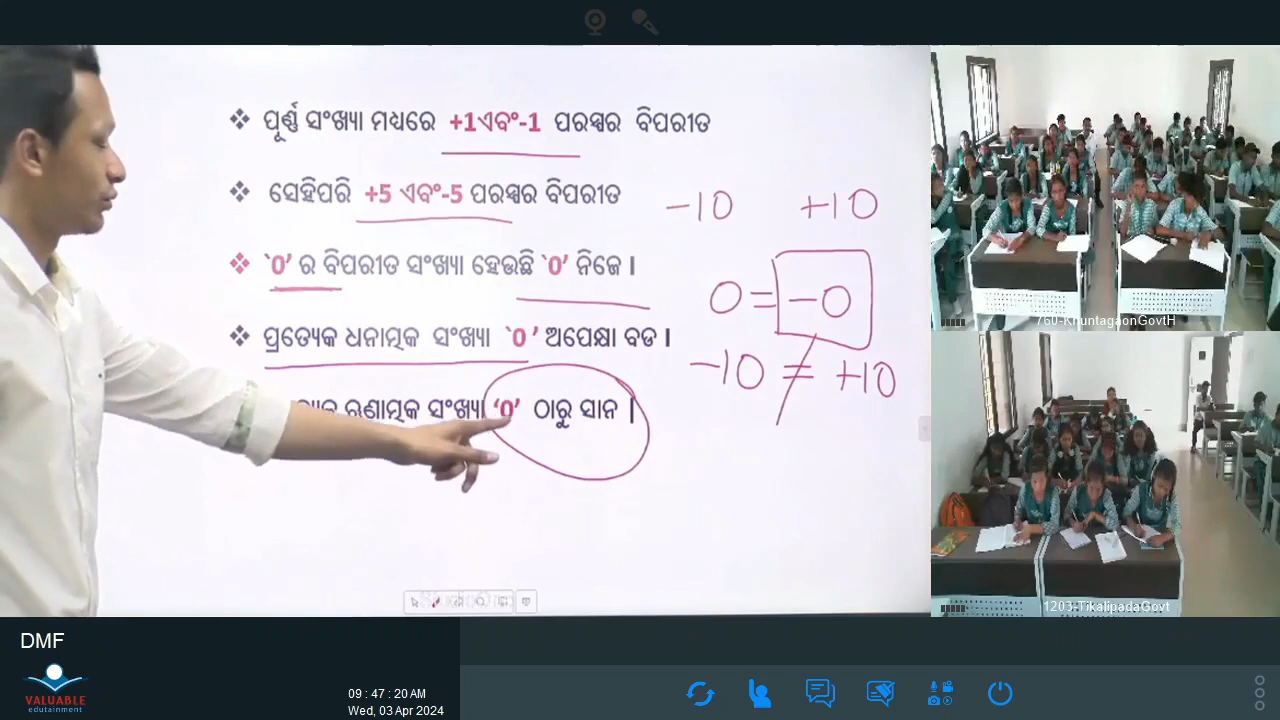 ❖ ପୂର୍ଣ୍ଣ ସଂଖ୍ୟା ମଧ୍ୟରେ +1ଏବଂ-1 ପରସ୍ପର ବିପରୀତ
❖ ସେହିପରି +5 ଏବଂ-5 ପରସ୍ପର ବିପରୀତ
-10 +10
❖ `0’ ର ବିପରୀତ ସଂଖ୍ୟା ହେଉଛି `0’ ନିଜେ ।
0 = -0
❖ ପ୍ରତ୍ୟେକ ଧନାତ୍ମକ ସଂଖ୍ୟା `0’ ଅପେକ୍ଷା ବଡ ।
-10 ≠ +10
ଋଣାତ୍ମକ ସଂଖ୍ୟା ‘0’ ଠାରୁ ସାନ ।
760-KhuntagaonGovtH
1203-TikalipadaGovt
DMF
VALUABLE
edutainment
09 : 47 : 20 AM
Wed, 03 Apr 2024